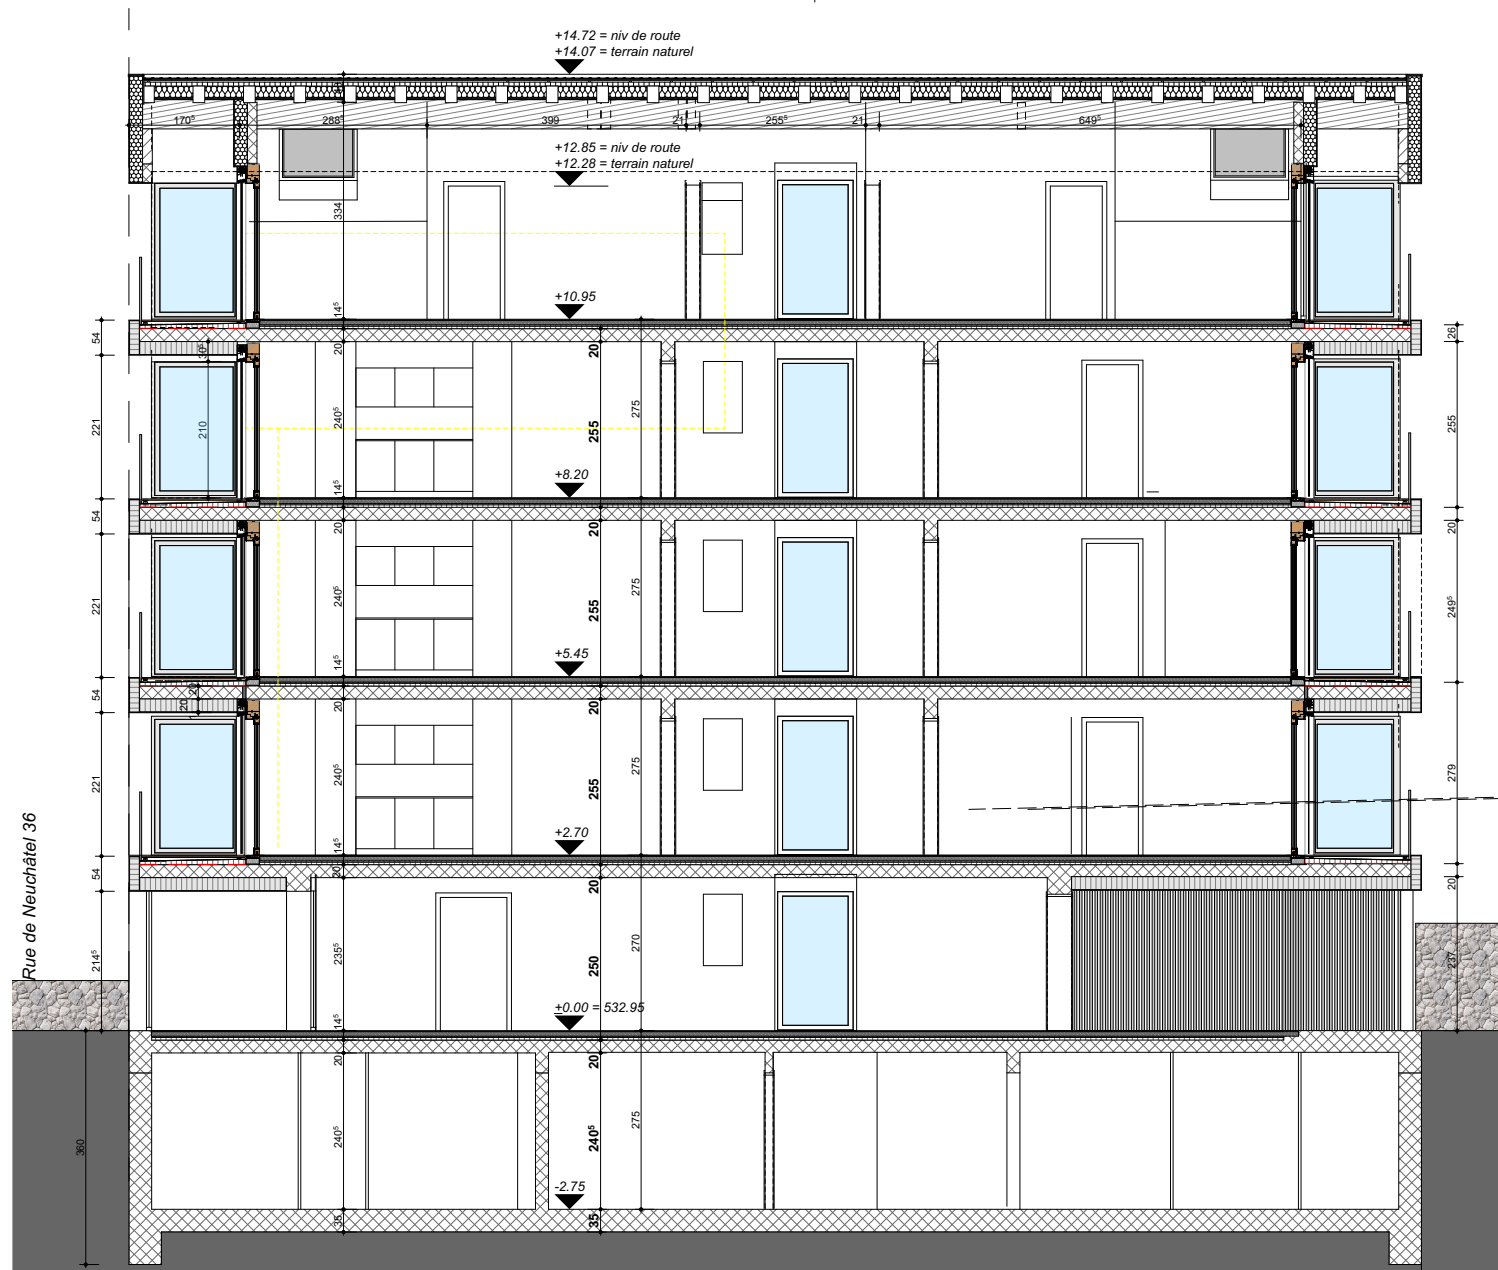 +14.72 = niv de route
+14.07 = terrain naturel
170⁵ 288⁵ 399 21 255⁵ 21 649⁵
+12.85 = niv de route
+12.28 = terrain naturel
334
+10.95
14⁵
54 20 20 26
30⁵
221 210 240⁵ 255 275 255
+8.20
14⁵
54 20 20 20
221 240⁵ 255 275 249⁵
+5.45
14⁵
54 20 20 20 20
221 240⁵ 255 275 279
+2.70
14⁵
54 20 20 20
Rue de Neuchâtel 36
214⁵ 235⁵ 250 270 237
+0.00 = 532.95
14⁵
20 20
360 240⁵ 240⁵ 275
-2.75
35 35